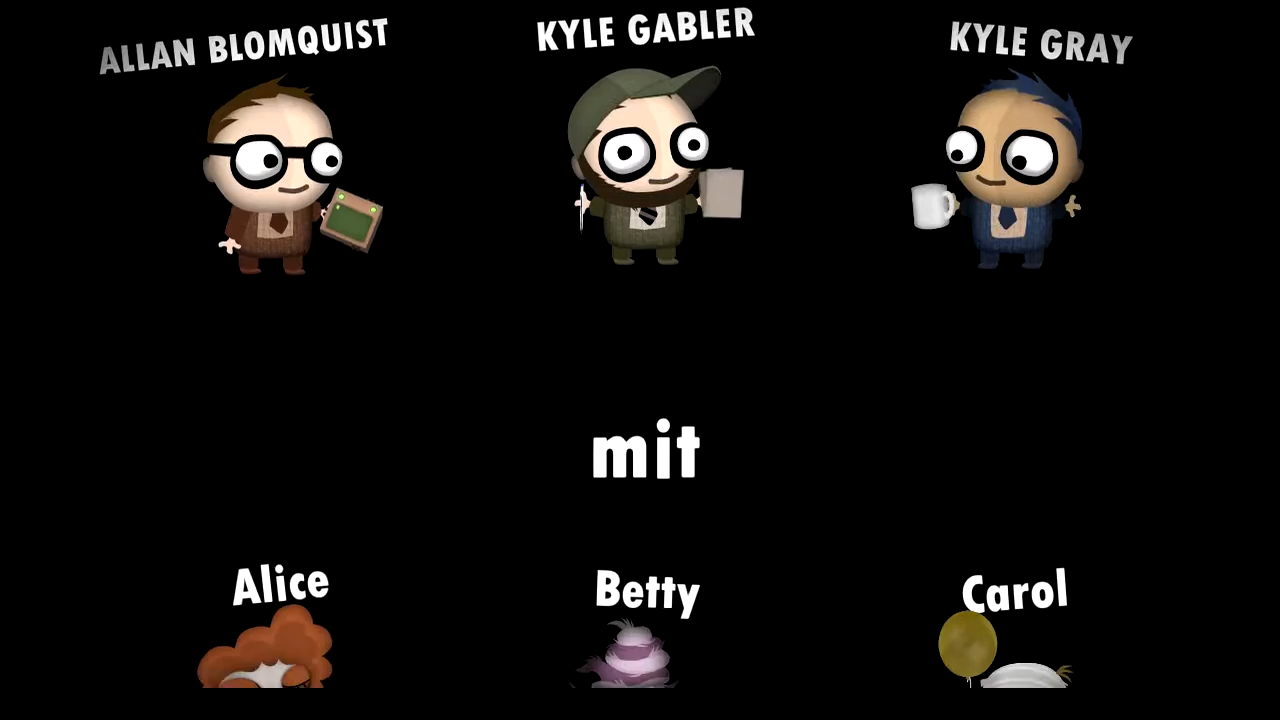 ALLAN BLOMQUIST
KYLE GABLER
KYLE GRAY
mit
Alice
Betty
Carol